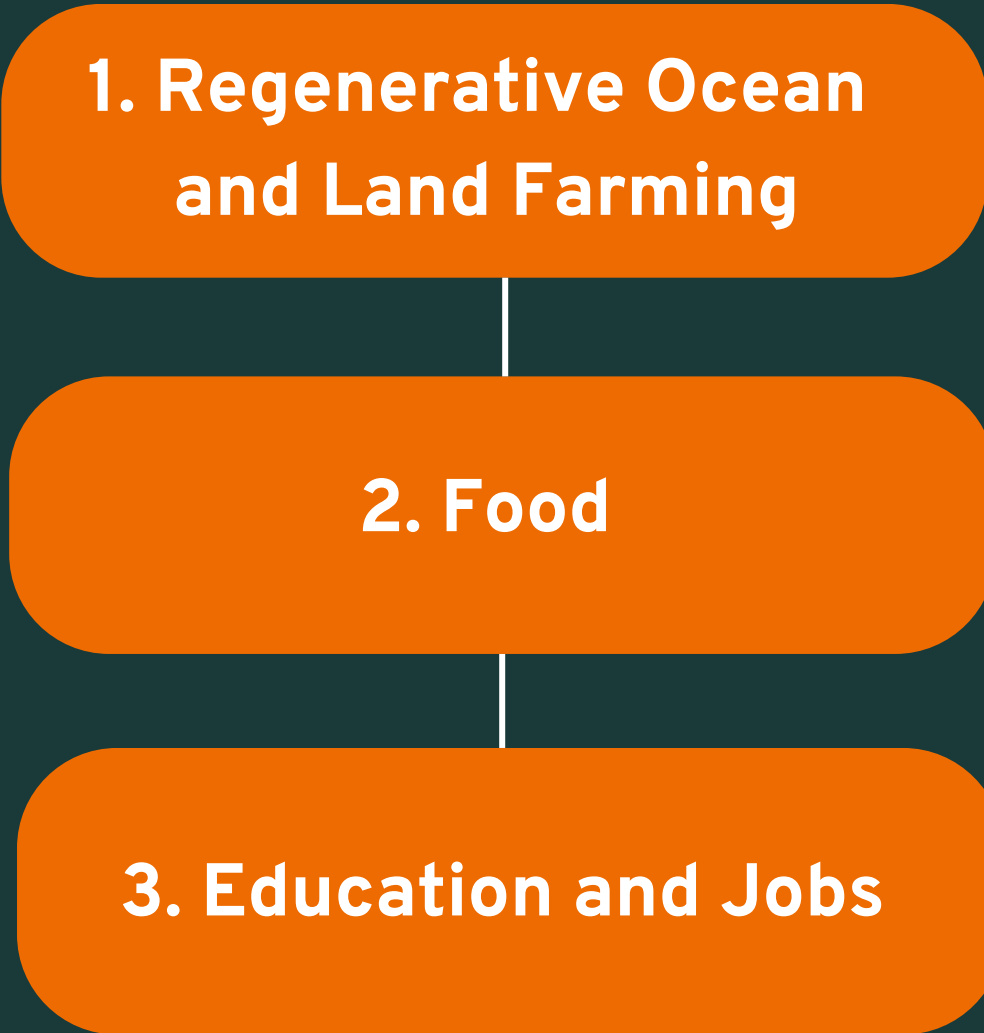 1. Regenerative Ocean
and Land Farming
2. Food
3. Education and Jobs